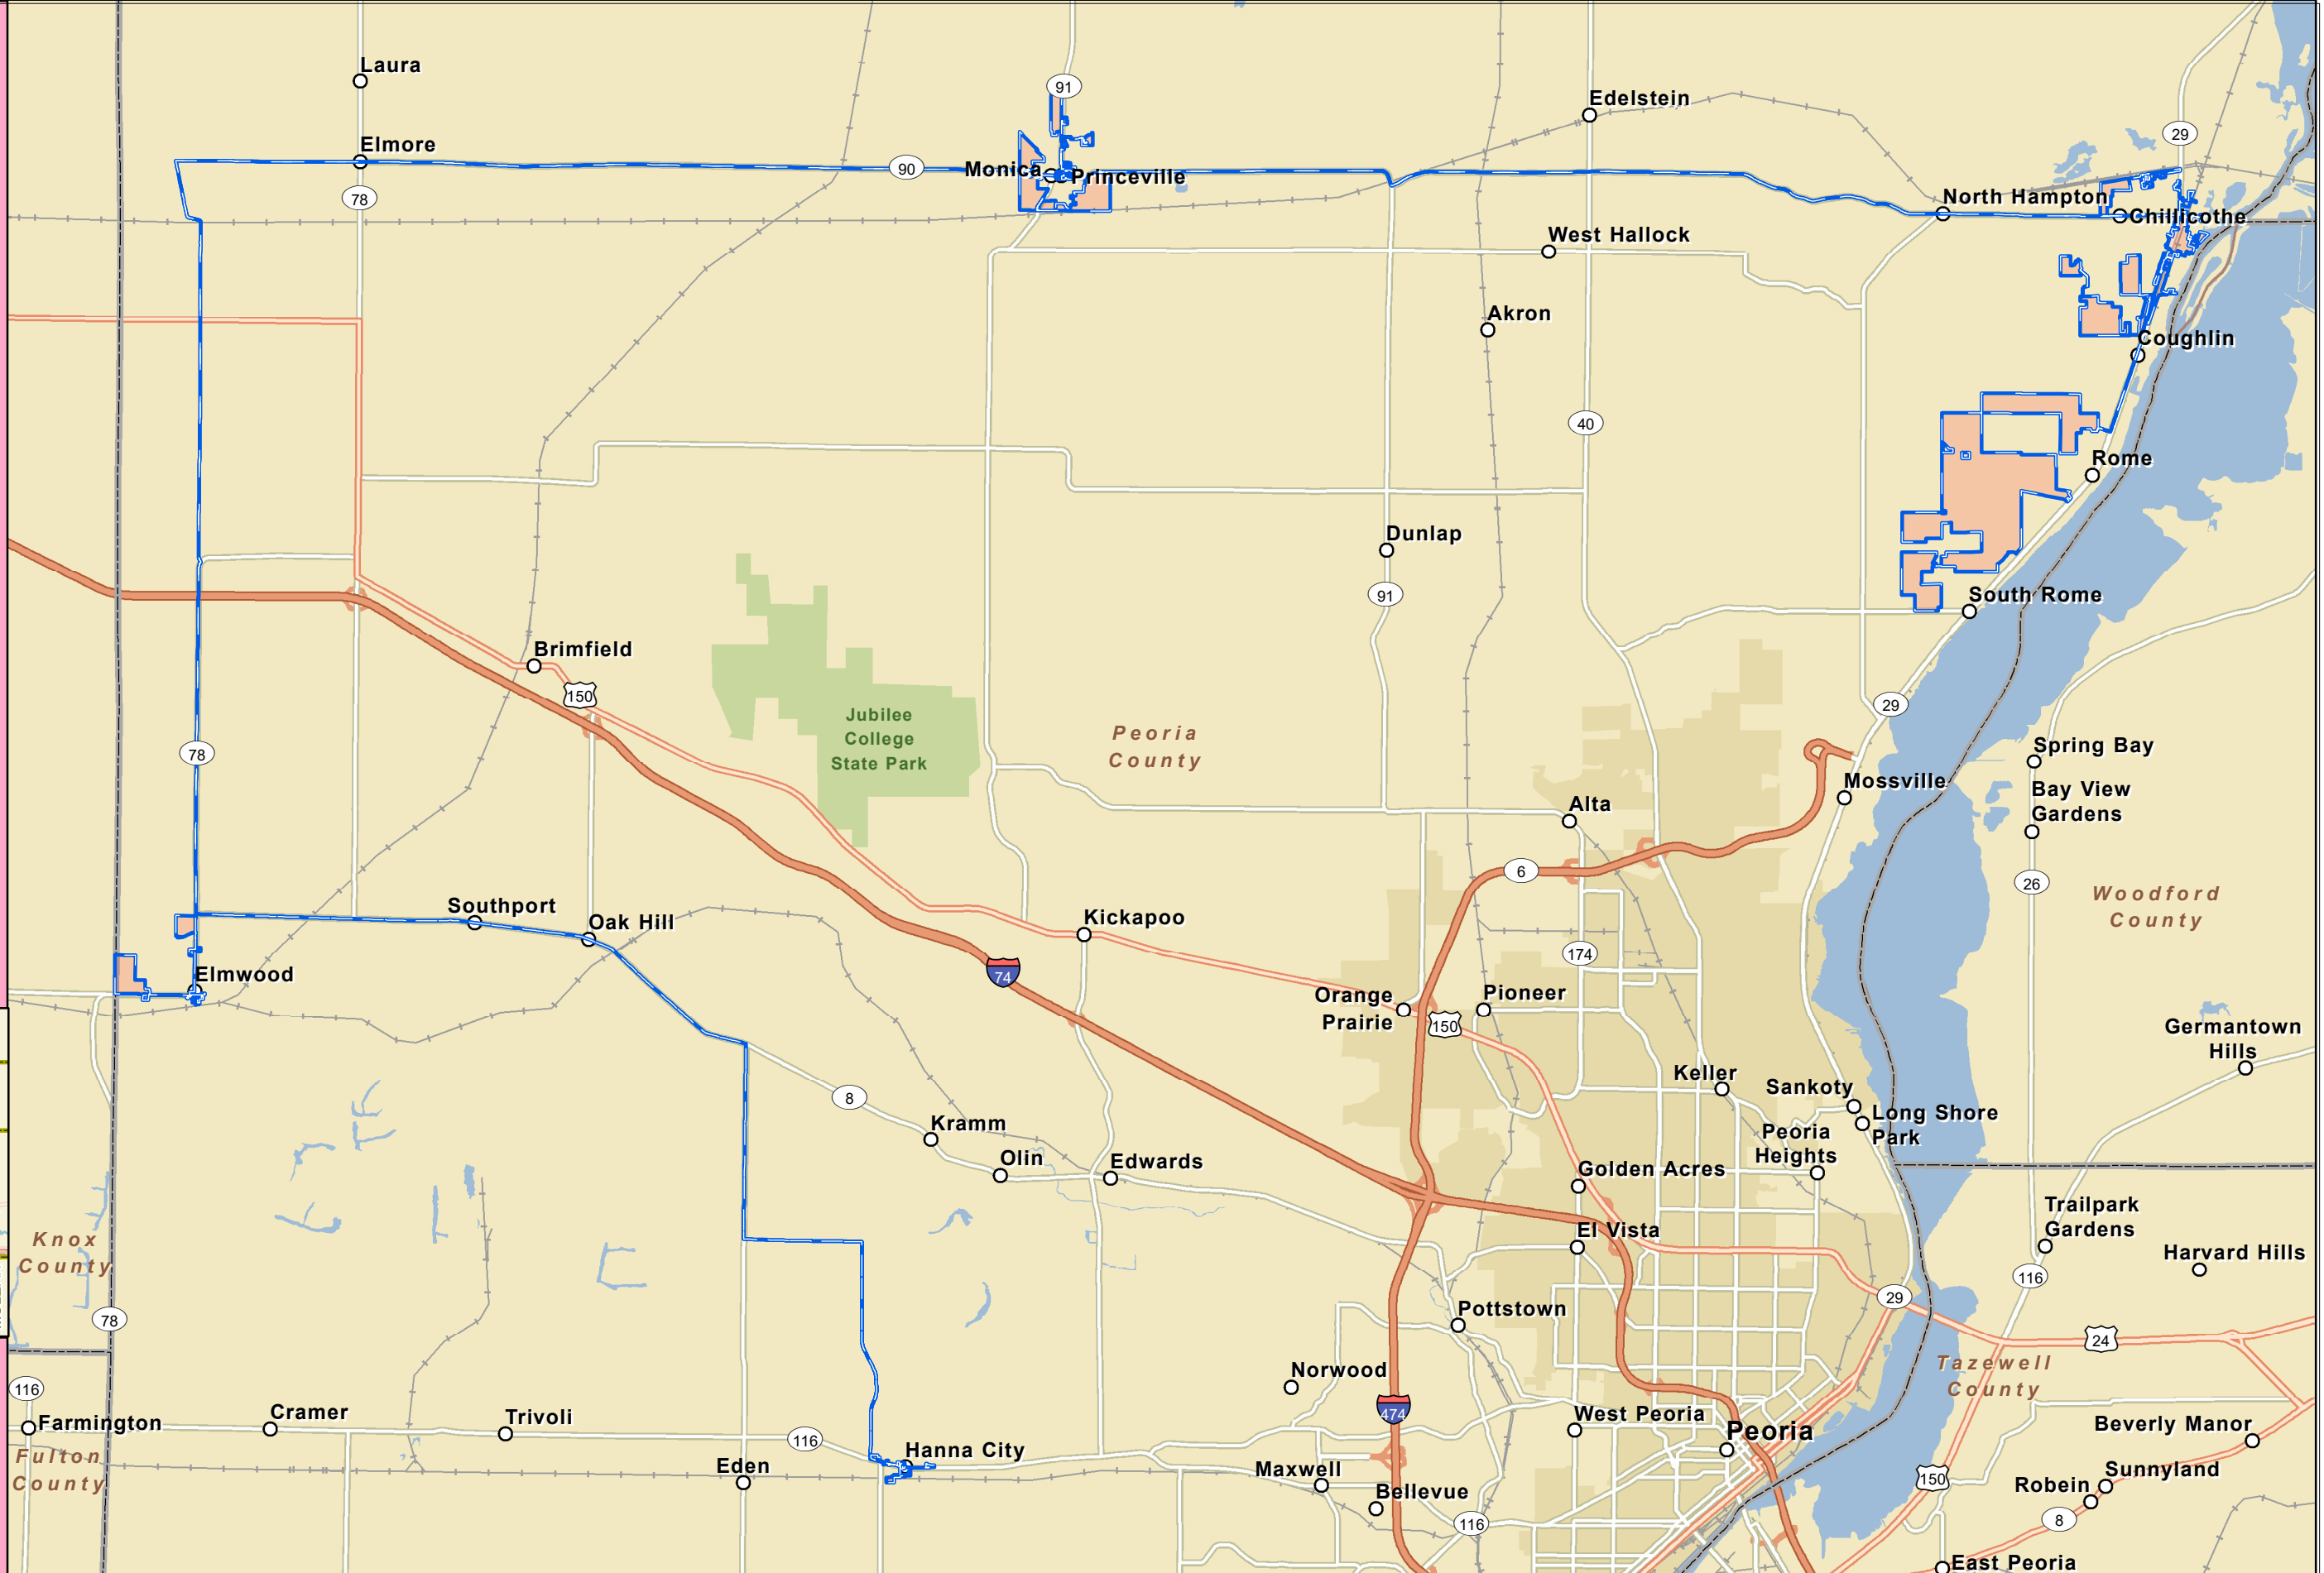 Laura
91
Edelstein
29
Elmore
90
Monica
Princeville
78
North Hampton
Chillicothe
West Hallock
Akron
Coughlin
40
Rome
Dunlap
91
South Rome
Brimfield
150
29
Jubilee
College
State Park
Peoria
County
78
Spring Bay
Mossville
Bay View
Gardens
Alta
6
26
Woodford
County
Southport
Oak Hill
Kickapoo
174
74
Elmwood
Orange
Prairie
Pioneer
150
Germantown
Hills
Keller
Sankoty
8
Long Shore
Park
Kramm
Peoria
Heights
Olin
Edwards
Golden Acres
Trailpark
Gardens
El Vista
Knox
County
Harvard Hills
116
29
78
Pottstown
24
Tazewell
County
Norwood
116
474
Cramer
Trivoli
West Peoria
Farmington
116
Peoria
Beverly Manor
Hanna City
Fulton
County
Eden
Maxwell
150
Sunnyland
Robein
Bellevue
116
8
East Peoria